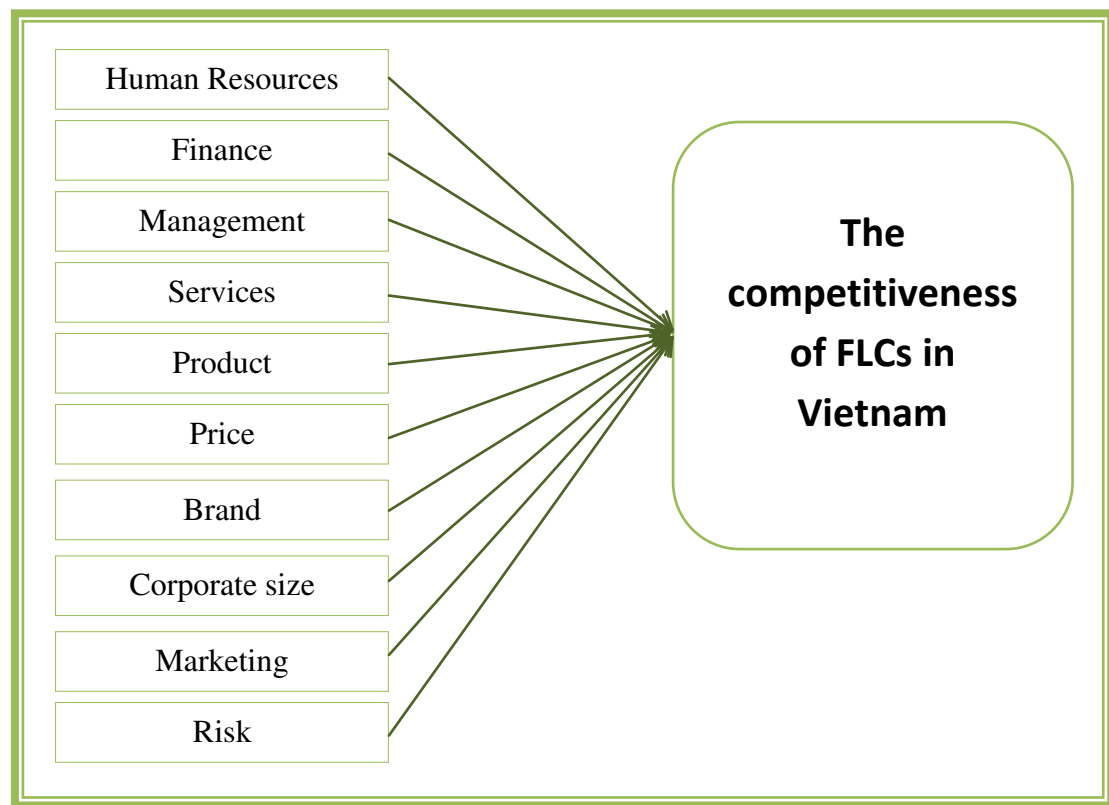 Human Resources
Finance
Management
Services
Product
Price
Brand
Corporate size
Marketing
Risk
The
competitiveness
of FLCs in
Vietnam